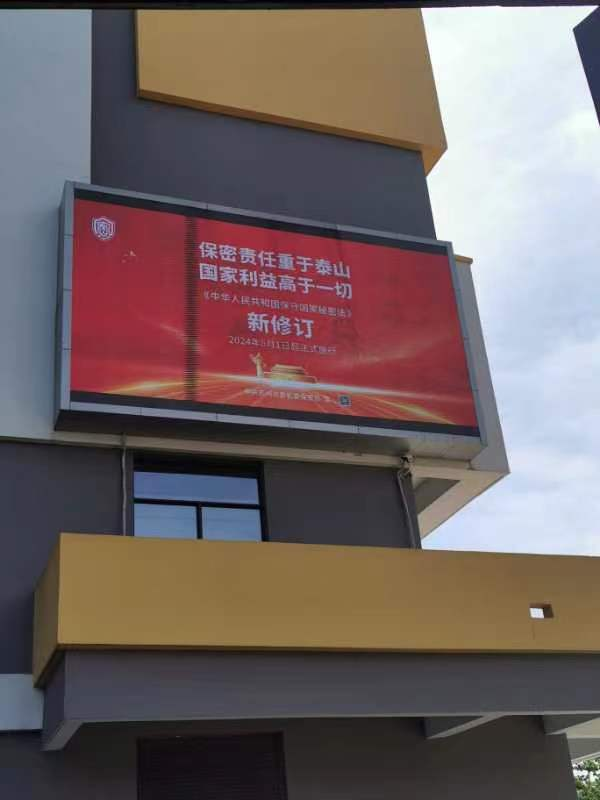 保密责任重于泰山
国家利益高于一切
《中华人民共和国保守国家秘密法》
新修订
2024年5月1日起正式施行